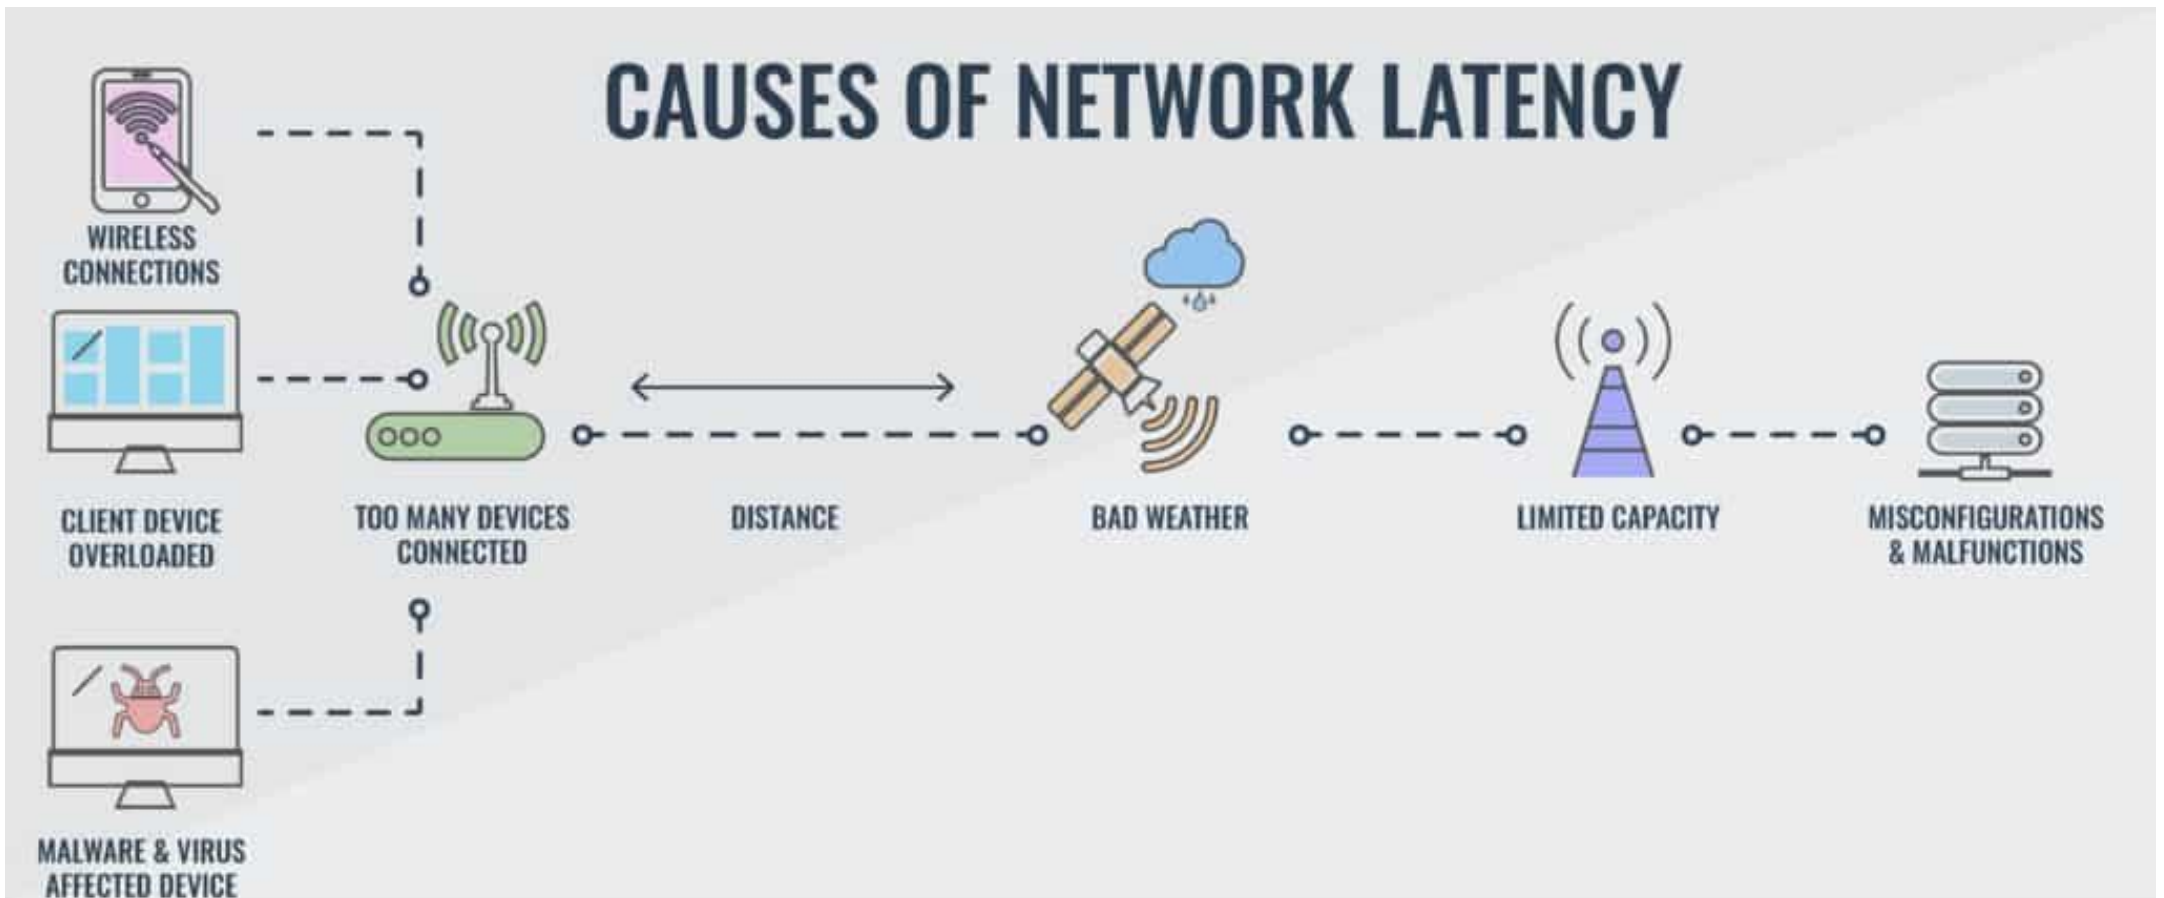 CAUSES OF NETWORK LATENCY
WIRELESS
CONNECTIONS
CLIENT DEVICE
OVERLOADED
TOO MANY DEVICES
CONNECTED
DISTANCE
BAD WEATHER
LIMITED CAPACITY
MISCONFIGURATIONS
& MALFUNCTIONS
MALWARE & VIRUS
AFFECTED DEVICE